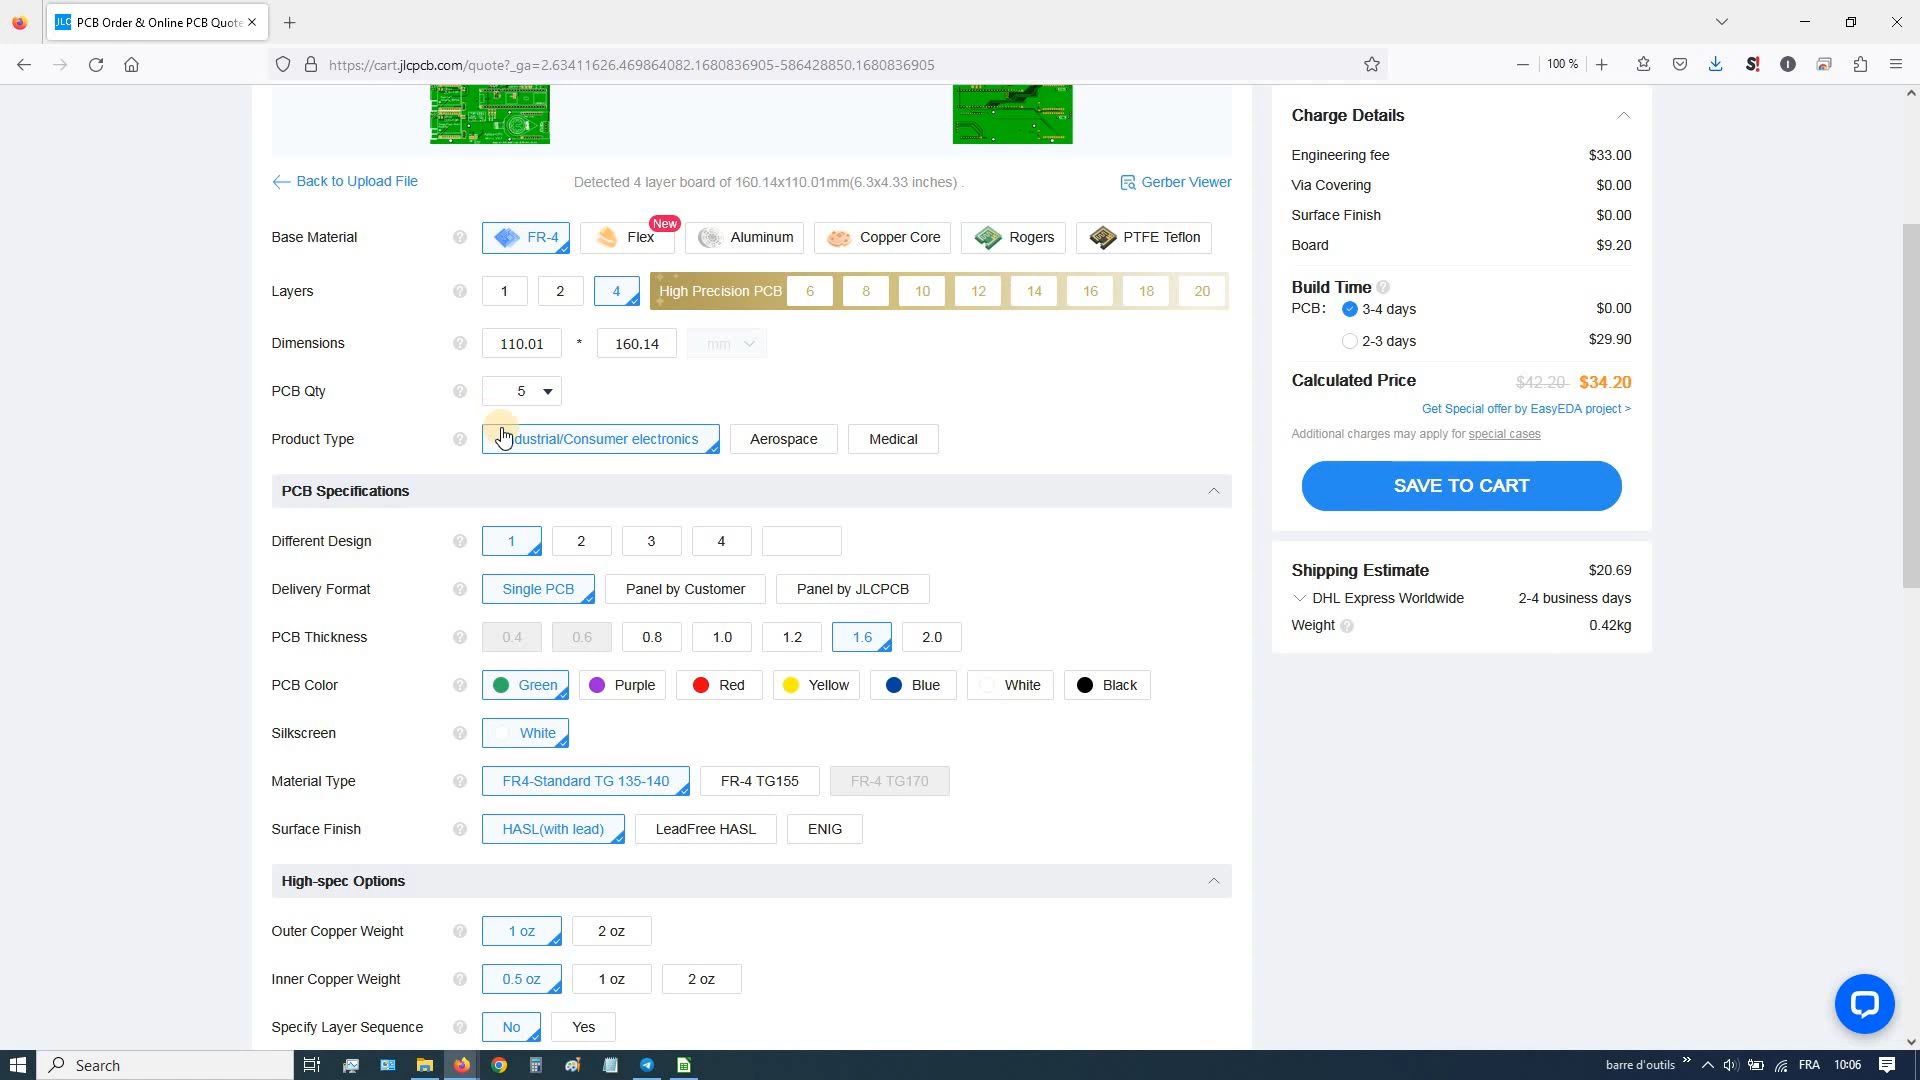 JLC PCB Order & Online PCB Quote
https://cart.jlcpcb.com/quote?_ga=2.63411626.469864082.1680836905-586428850.1680836905
100 %
S!
Back to Upload File
Detected 4 layer board of 160.14x110.01mm(6.3x4.33 inches) .
Gerber Viewer
Base Material ? FR-4 Flex New Aluminum Copper Core Rogers PTFE Teflon
Layers ? 1 2 4 High Precision PCB 6 8 10 12 14 16 18 20
Dimensions ? 110.01 * 160.14 mm
PCB Qty ? 5
Product Type ? dustrial/Consumer electronics Aerospace Medical
PCB Specifications
Different Design ? 1 2 3 4
Delivery Format ? Single PCB Panel by Customer Panel by JLCPCB
PCB Thickness ? 0.4 0.6 0.8 1.0 1.2 1.6 2.0
PCB Color ? Green Purple Red Yellow Blue White Black
Silkscreen ? White
Material Type ? FR4-Standard TG 135-140 FR-4 TG155 FR-4 TG170
Surface Finish ? HASL(with lead) LeadFree HASL ENIG
High-spec Options
Outer Copper Weight ? 1 oz 2 oz
Inner Copper Weight ? 0.5 oz 1 oz 2 oz
Specify Layer Sequence ? No Yes
Charge Details
Engineering fee $33.00
Via Covering $0.00
Surface Finish $0.00
Board $9.20
Build Time ?
PCB: 3-4 days $0.00
2-3 days $29.90
Calculated Price $42.20 $34.20
Get Special offer by EasyEDA project >
Additional charges may apply for special cases
SAVE TO CART
Shipping Estimate $20.69
DHL Express Worldwide 2-4 business days
Weight ? 0.42kg
Search
barre d'outils » FRA 10:06